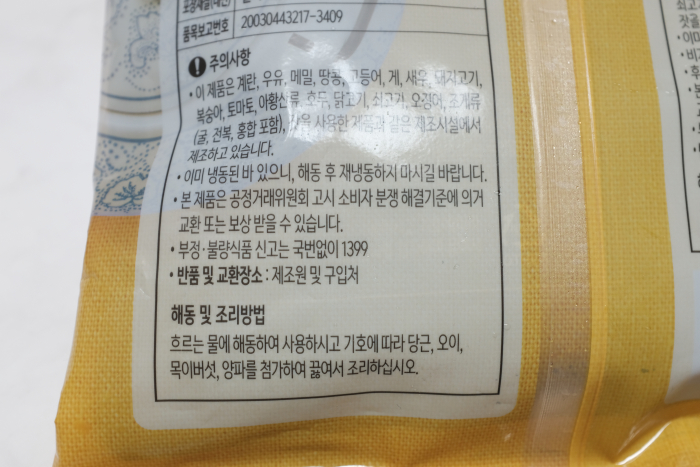 포장재질(내면)
품목보고번호 20030443217-3409
주의사항
• 이 제품은 계란, 우유, 메밀, 땅콩, 고등어, 게, 새우, 돼지고기,
복숭아, 토마토, 아황산류, 호두, 닭고기, 쇠고기, 오징어, 조개류
(굴, 전복, 홍합 포함), 잣을 사용한 제품과 같은 제조시설에서
제조하고 있습니다.
• 이미 냉동된 바 있으니, 해동 후 재냉동하지 마시길 바랍니다.
• 본 제품은 공정거래위원회 고시 소비자 분쟁 해결기준에 의거
교환 또는 보상 받을 수 있습니다.
• 부정·불량식품 신고는 국번없이 1399
• 반품 및 교환장소 : 제조원 및 구입처
해동 및 조리방법
흐르는 물에 해동하여 사용하시고 기호에 따라 당근, 오이,
목이버섯, 양파를 첨가하여 끓여서 조리하십시오.